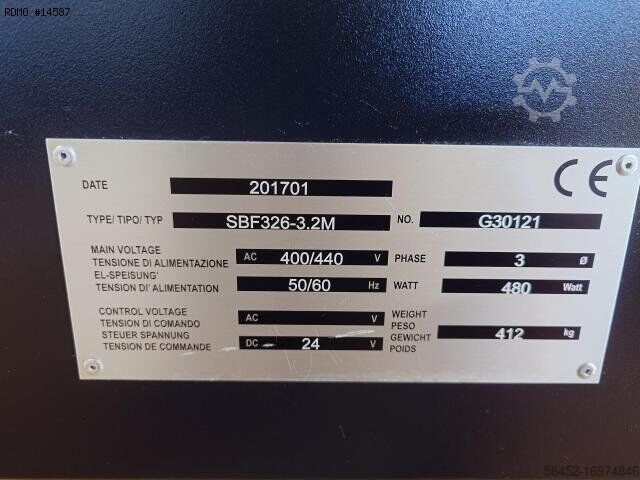 RDMO #14587
CE
DATE 201701
TYPE/ TIPO/ TYP SBF326-3.2M NO. G30121
MAIN VOLTAGE
TENSIONE DI ALIMENTAZIONE AC 400/440 V PHASE 3 Ø
EL-SPEISUNG'
TENSION DI' ALIMENTATION 50/60 Hz WATT 480 Watt
CONTROL VOLTAGE
TENSION DI COMANDO AC V
STEUER SPANNUNG
TENSION DE COMMANDE DC 24 V
WEIGHT
PESO
GEWICHT 412 kg
POIDS
56452-16974846